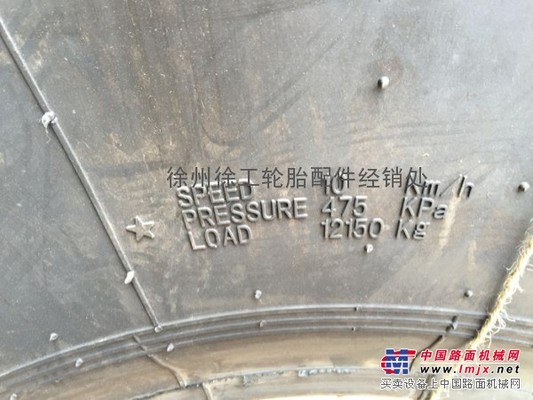 徐州徐工轮胎配件经销处
SPEED 10 Km/h
PRESSURE 475 KPa
LOAD 12150 Kg
中国路面机械网
www.lmjx.net
买卖设备上中国路面机械网